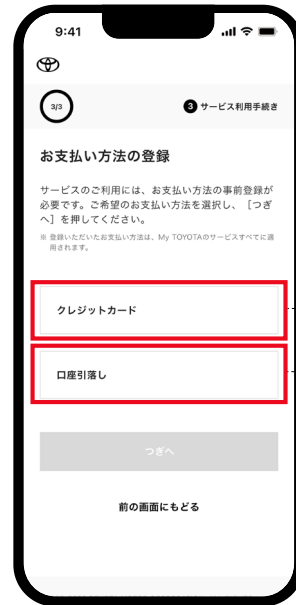 9:41
3/3
3 サービス利用手続き
お支払い方法の登録
サービスのご利用には、お支払い方法の事前登録が
必要です。ご希望のお支払い方法を選択し、［つぎ
へ］を押してください。
※ 登録いただいたお支払い方法は、My TOYOTAのサービスすべてに適
用されます。
クレジットカード
口座引落し
つぎへ
前の画面にもどる